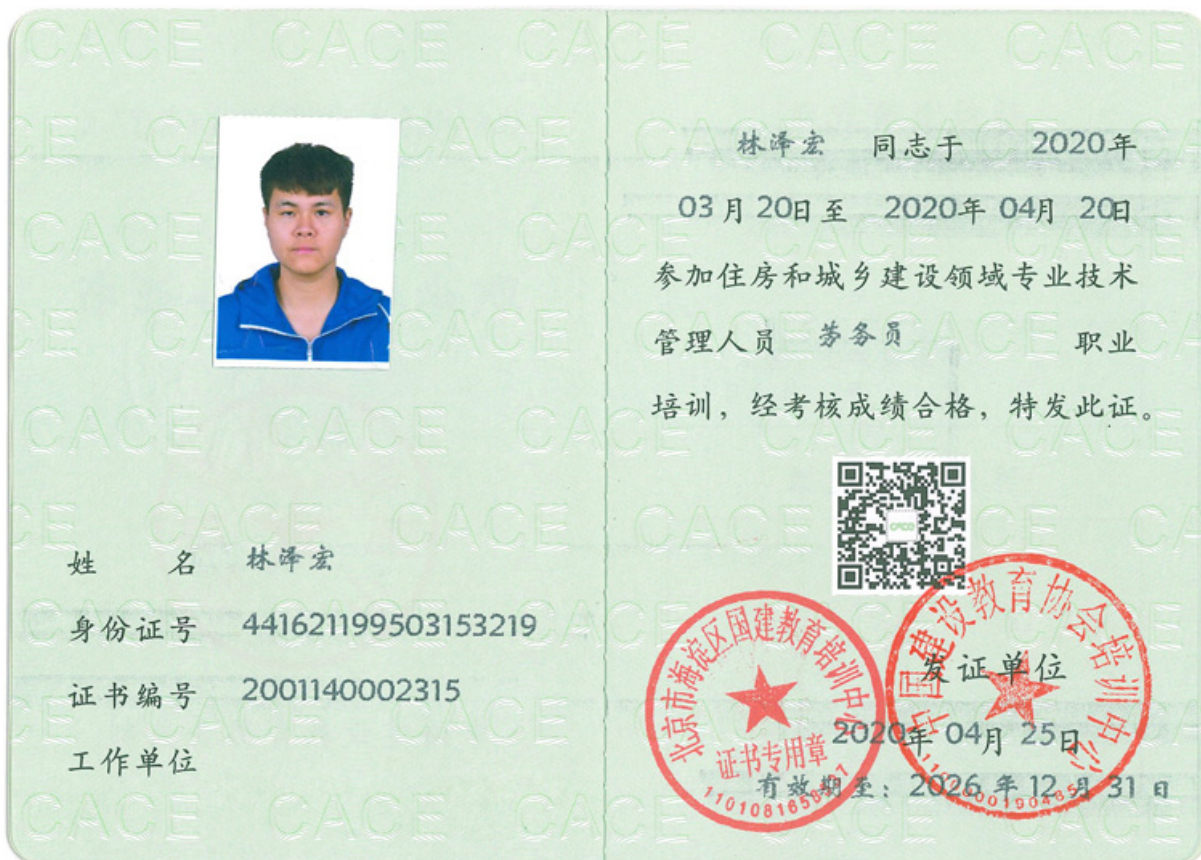 姓 名 林泽宏
身份证号 441621199503153219
证书编号 2001140002315
工作单位
林泽宏 同志于 2020年
03月20日至 2020年04月20日
参加住房和城乡建设领域专业技术
管理人员 劳务员 职业
培训，经考核成绩合格，特发此证。
CACE
北京市海淀区国建教育培训中心
证书专用章
中国建设教育协会培训中心
发证单位
2020年04月25日
有效期至：2026年12月31日